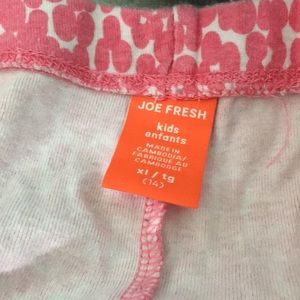 JOE FRESH
kids
enfants
MADE IN
CAMBODIA/
FABRIQUÉ AU
CAMBODGE
xl / tg
(14)